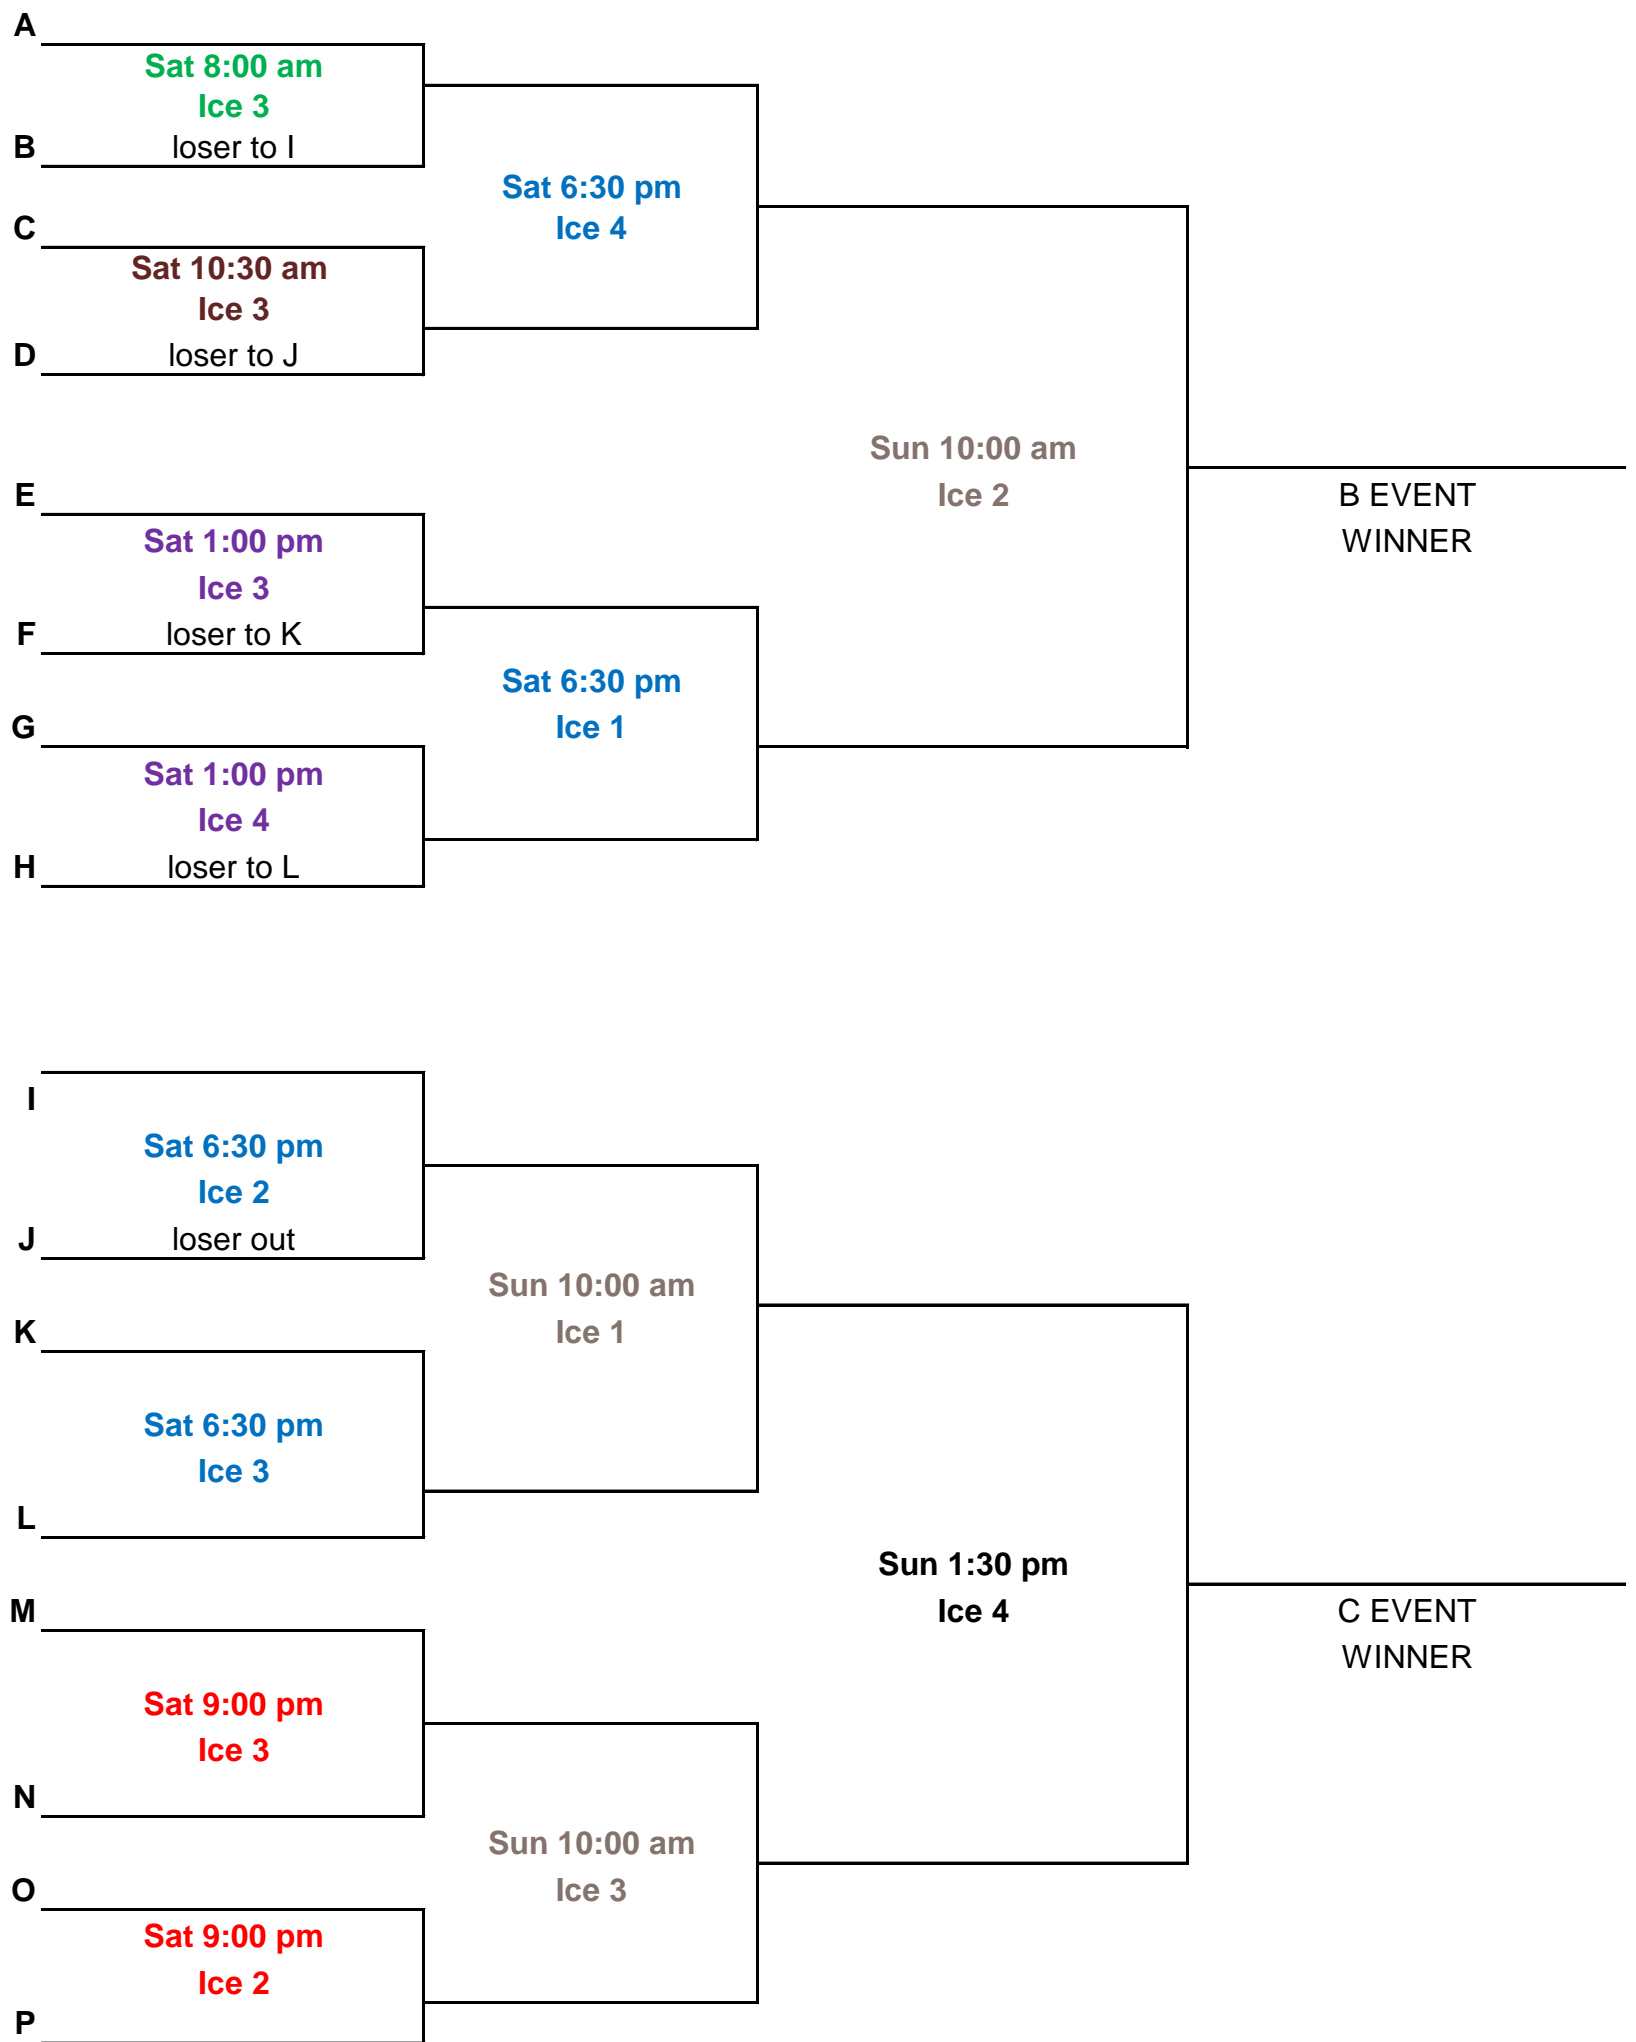 A
Sat 8:00 am
Ice 3
B
loser to I
Sat 6:30 pm
Ice 4
C
Sat 10:30 am
Ice 3
D
loser to J
Sun 10:00 am
Ice 2
B EVENT
WINNER
E
Sat 1:00 pm
Ice 3
F
loser to K
Sat 6:30 pm
Ice 1
G
Sat 1:00 pm
Ice 4
H
loser to L
I
Sat 6:30 pm
Ice 2
J
loser out
Sun 10:00 am
Ice 1
K
Sat 6:30 pm
Ice 3
L
Sun 1:30 pm
Ice 4
C EVENT
WINNER
M
Sat 9:00 pm
Ice 3
N
Sun 10:00 am
Ice 3
O
Sat 9:00 pm
Ice 2
P